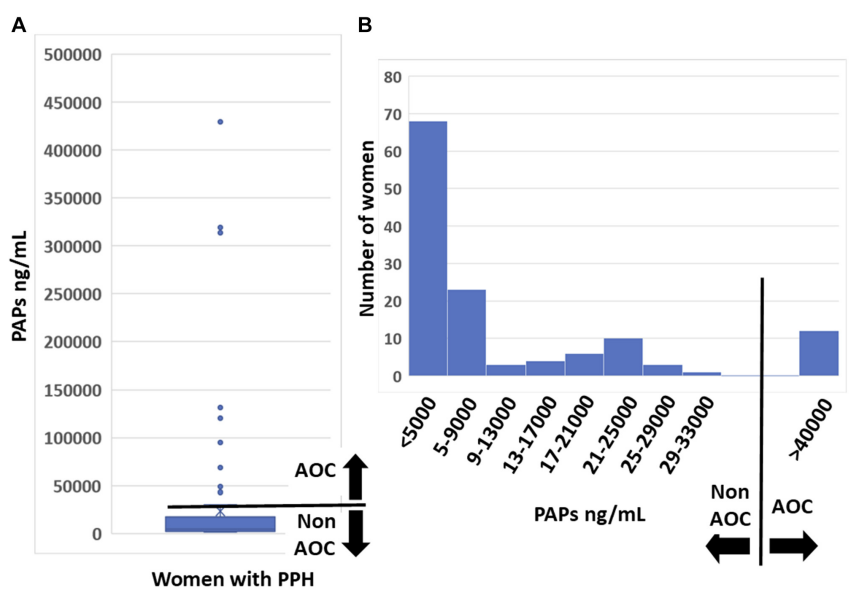 A
500000
450000
400000
350000
300000
250000
200000
150000
100000
50000
0
PAPs ng/mL
AOC
Non
AOC
Women with PPH
B
80
70
60
50
40
30
20
10
0
Number of women
<5000
5-9000
9-13000
13-17000
17-21000
21-25000
25-29000
29-33000
>40000
PAPs ng/mL
Non
AOC
AOC